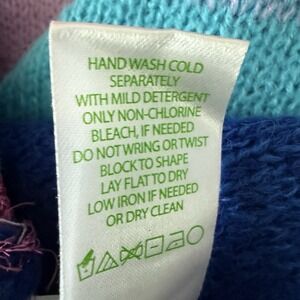 HAND WASH COLD
SEPARATELY
WITH MILD DETERGENT
ONLY NON-CHLORINE
BLEACH, IF NEEDED
DO NOT WRING OR TWIST
BLOCK TO SHAPE
LAY FLAT TO DRY
LOW IRON IF NEEDED
OR DRY CLEAN